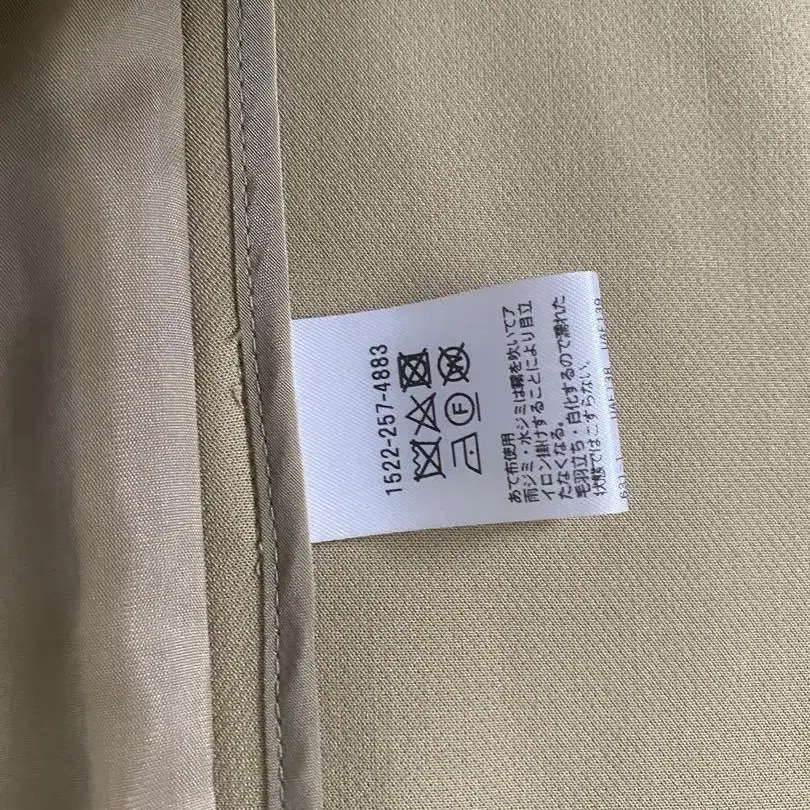 1522-257-4883
F
あて布使用
雨ジミ・水ジミは霧を吹いてア
イロン掛けすることにより目立
たなくなる。
毛羽立ち・白化するので濡れた
状態ではこすらない。